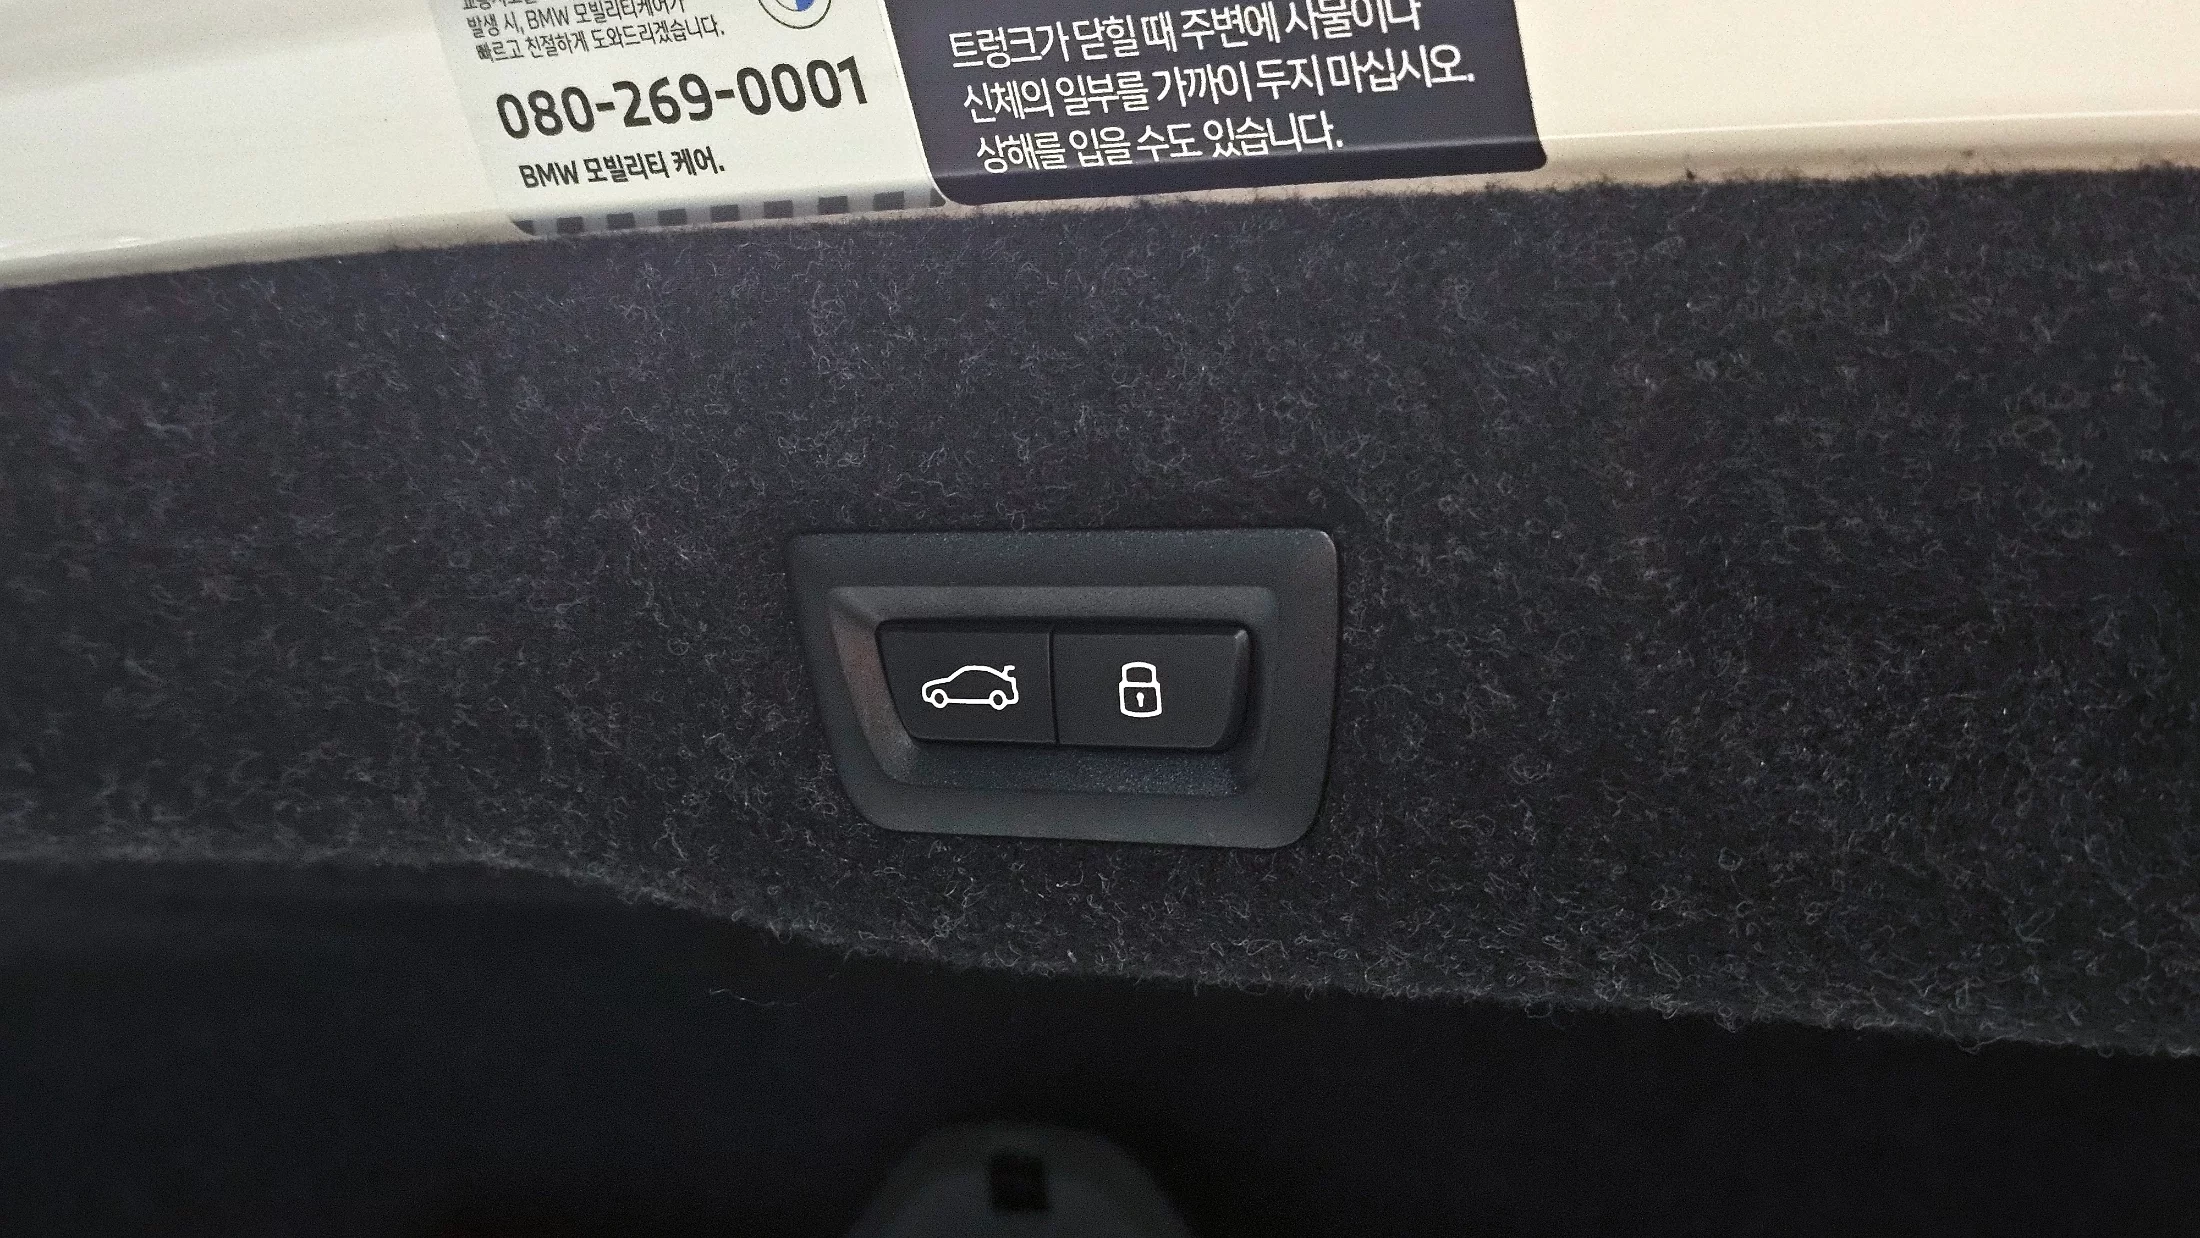 발생 시, BMW 모빌리티케어가
빠르고 친절하게 도와드리겠습니다.
080-269-0001
BMW 모빌리티 케어.
트렁크가 닫힐 때 주변에 사물이나
신체의 일부를 가까이 두지 마십시오.
상해를 입을 수도 있습니다.